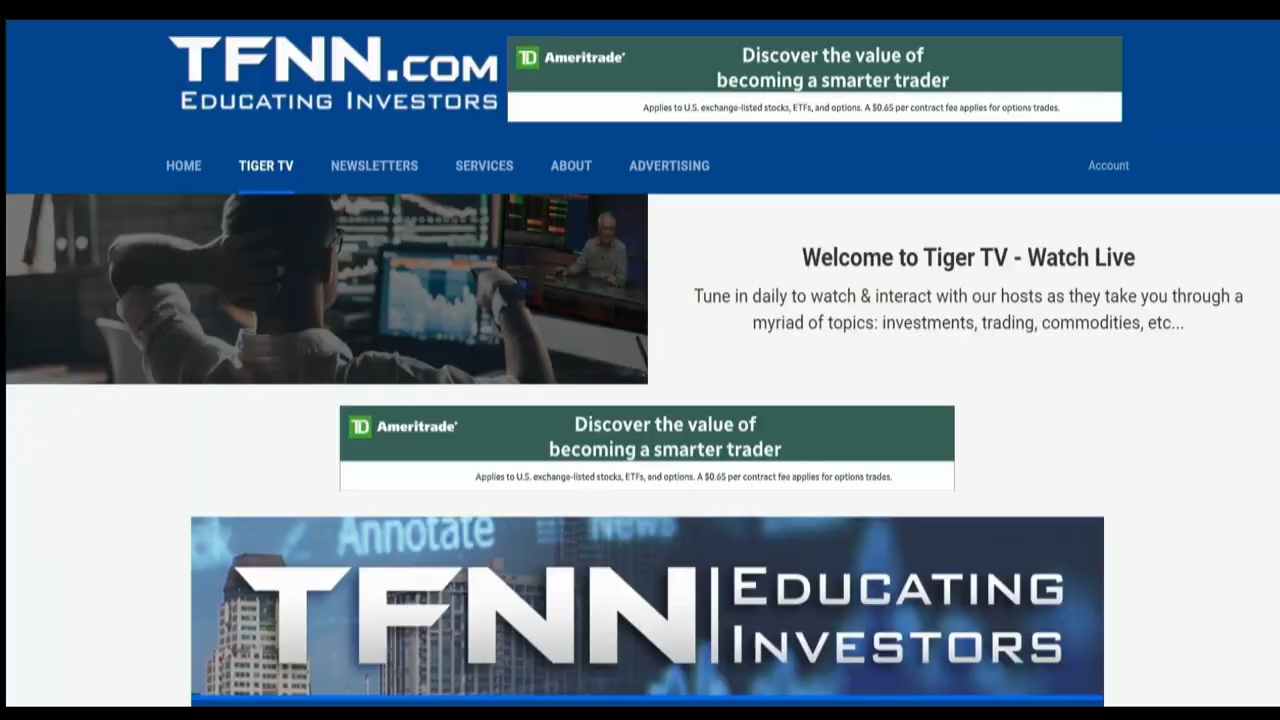 TFNN.COM
EDUCATING INVESTORS
TD Ameritrade
Discover the value of
becoming a smarter trader
Applies to U.S. exchange-listed stocks, ETFs, and options. A $0.65 per contract fee applies for options trades.
HOME TIGER TV NEWSLETTERS SERVICES ABOUT ADVERTISING Account
Welcome to Tiger TV - Watch Live
Tune in daily to watch & interact with our hosts as they take you through a
myriad of topics: investments, trading, commodities, etc...
TD Ameritrade
Discover the value of
becoming a smarter trader
Applies to U.S. exchange-listed stocks, ETFs, and options. A $0.65 per contract fee applies for options trades.
Annotate News
TFNN
EDUCATING
INVESTORS